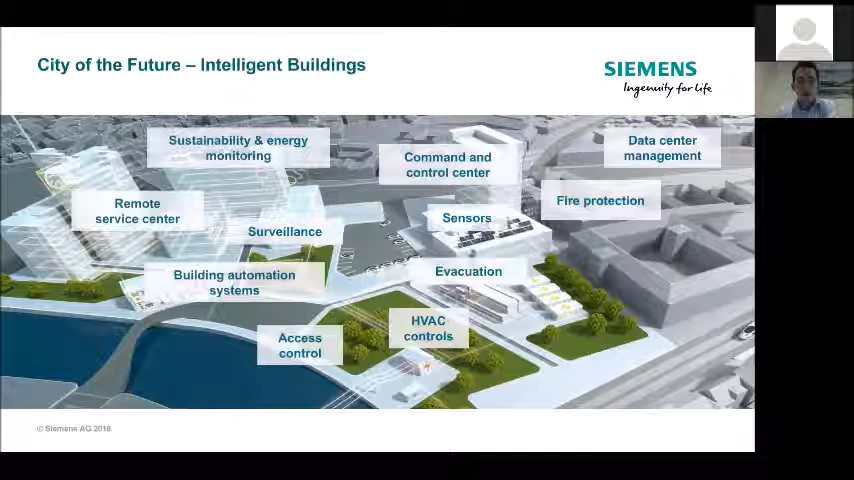 City of the Future – Intelligent Buildings
SIEMENS
Ingenuity for life
Sustainability & energy
monitoring
Command and
control center
Data center
management
Remote
service center
Fire protection
Sensors
Surveillance
Building automation
systems
Evacuation
Access
control
HVAC
controls
© Siemens AG 2018